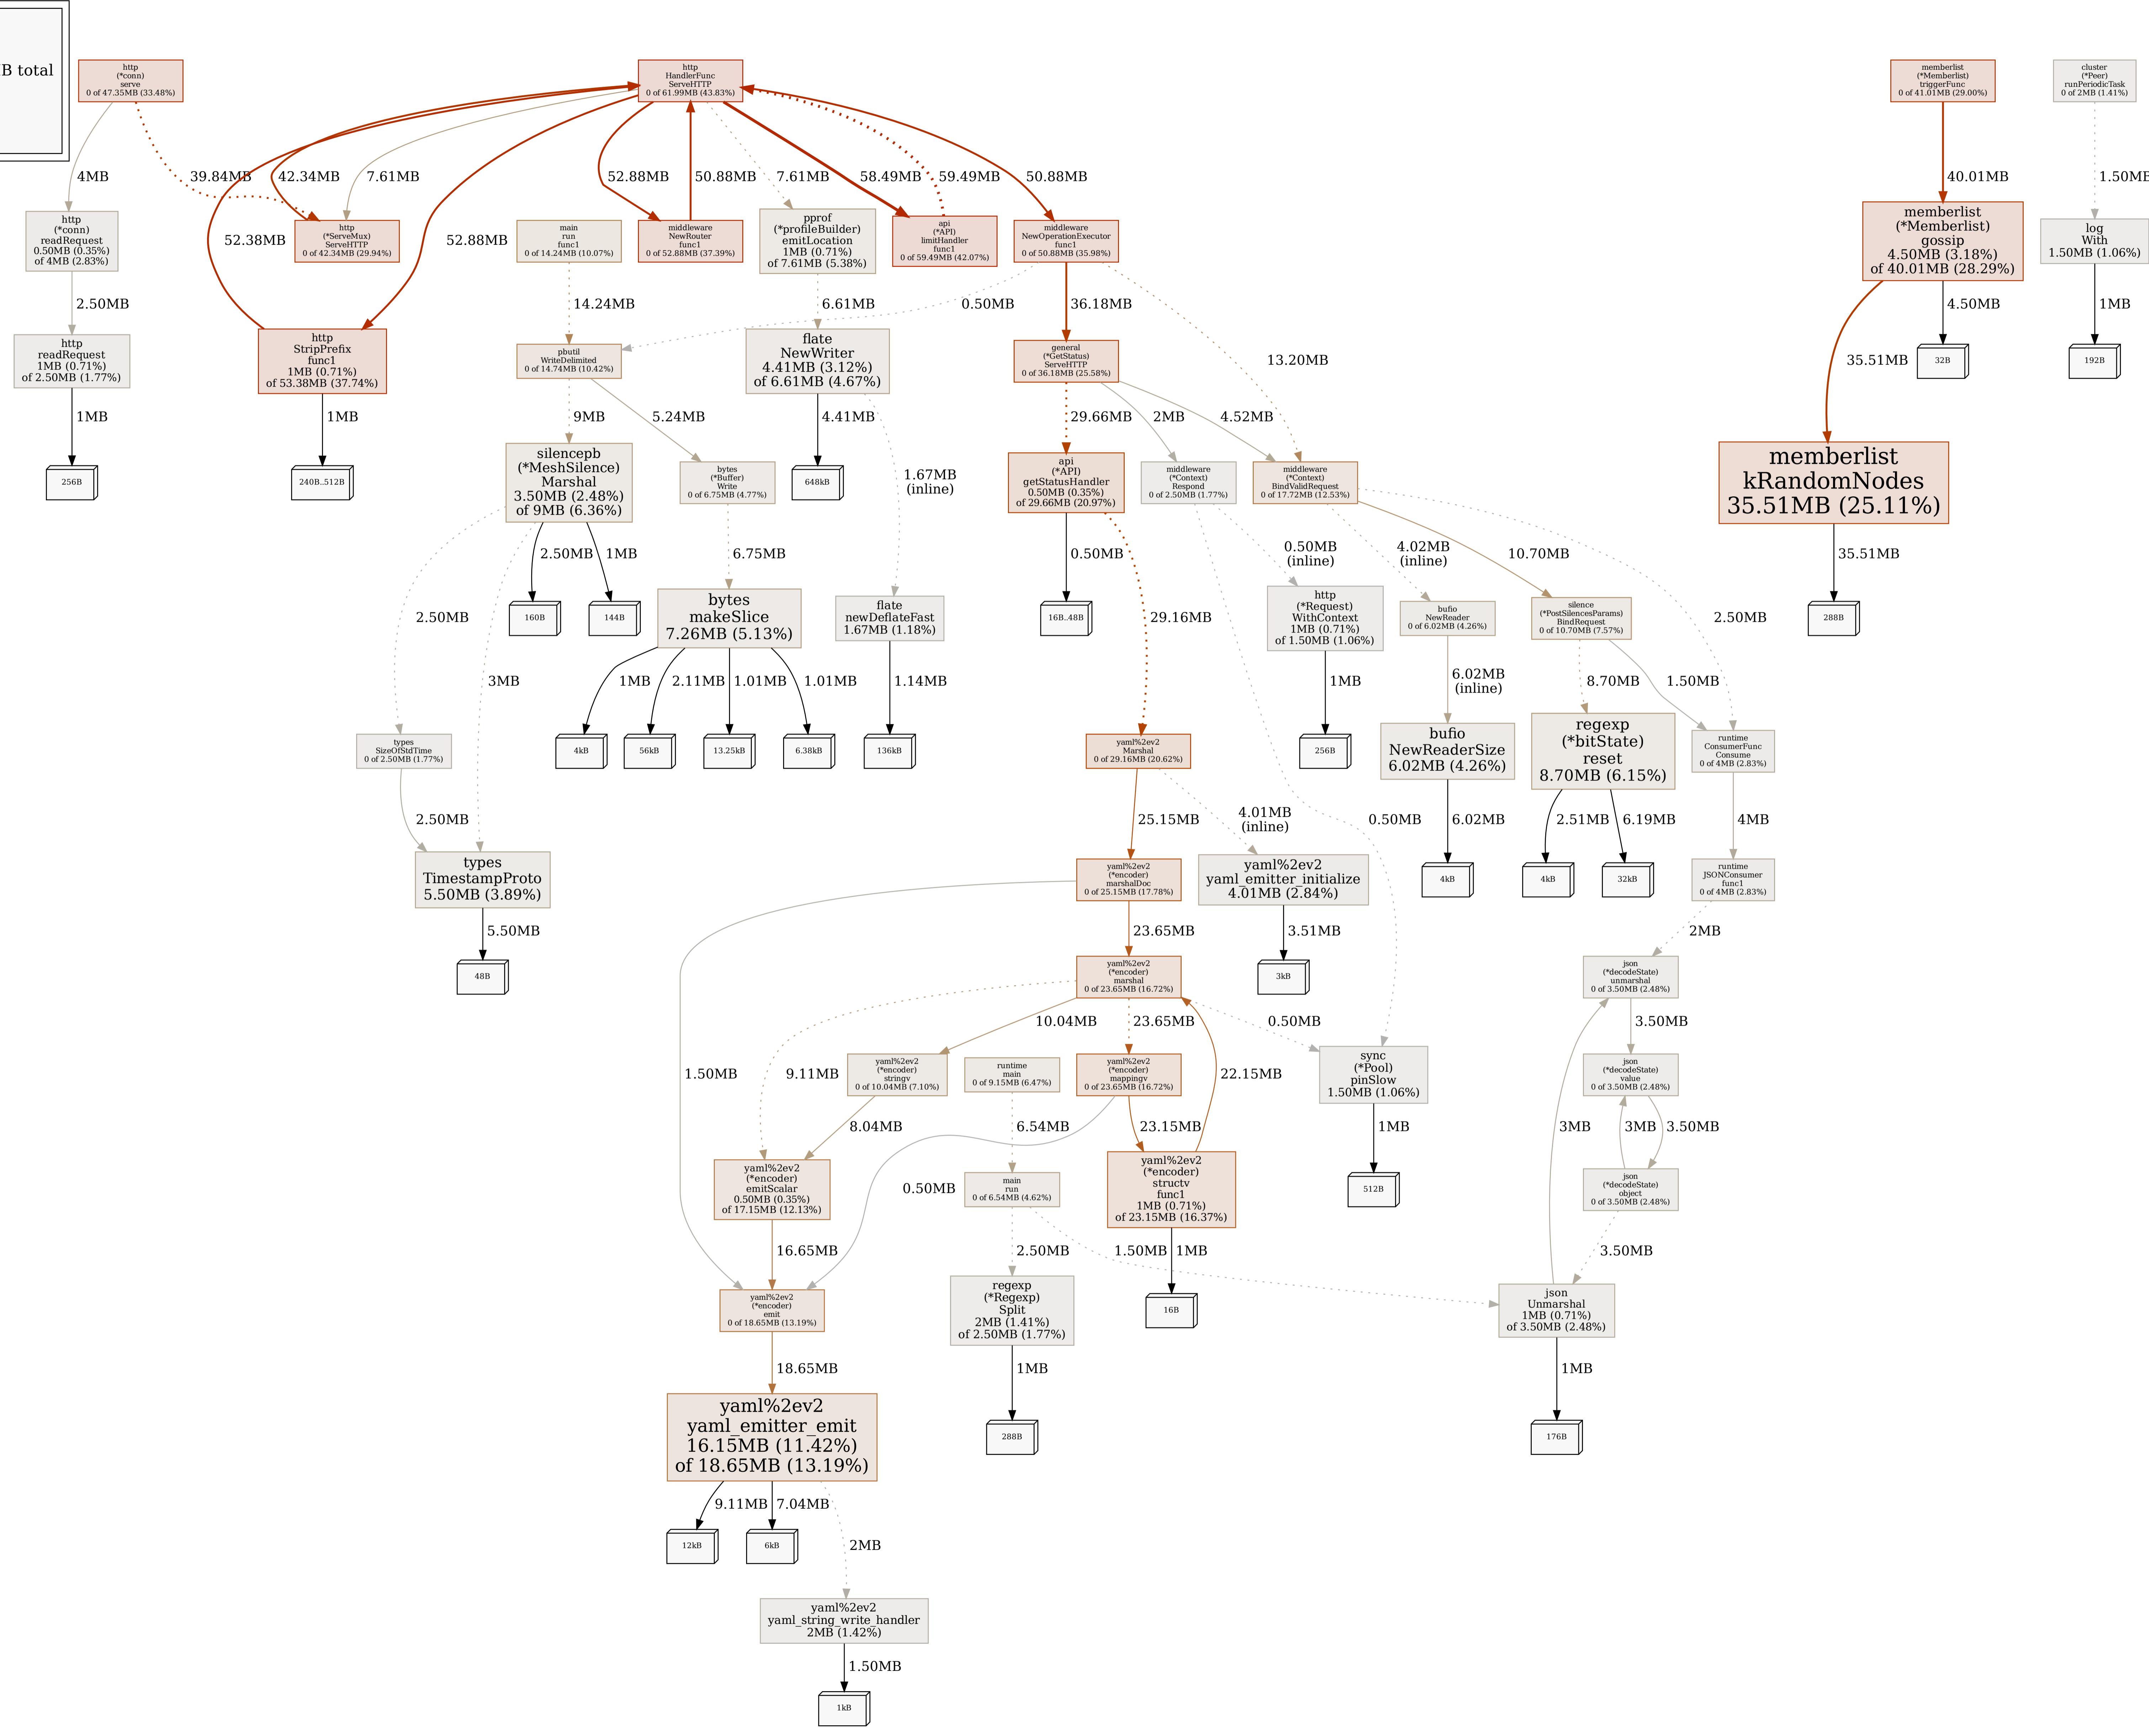 B total
http
(*conn)
serve
0 of 47.35MB (33.48%)
http
HandlerFunc
ServeHTTP
0 of 61.99MB (43.83%)
memberlist
(*Memberlist)
triggerFunc
0 of 41.01MB (29.00%)
cluster
(*Peer)
runPeriodicTask
0 of 2MB (1.41%)
4MB
39.84MB
42.34MB
7.61MB
52.88MB
50.88MB
7.61MB
58.49MB
59.49MB
50.88MB
40.01MB
1.50MB
http
(*conn)
readRequest
0.50MB (0.35%)
of 4MB (2.83%)
52.38MB
http
(*ServeMux)
ServeHTTP
0 of 42.34MB (29.94%)
52.88MB
main
run
func1
0 of 14.24MB (10.07%)
middleware
NewRouter
func1
0 of 52.88MB (37.39%)
pprof
(*profileBuilder)
emitLocation
1MB (0.71%)
of 7.61MB (5.38%)
api
(*API)
limitHandler
func1
0 of 59.49MB (42.07%)
middleware
NewOperationExecutor
func1
0 of 50.88MB (35.98%)
memberlist
(*Memberlist)
gossip
4.50MB (3.18%)
of 40.01MB (28.29%)
log
With
1.50MB (1.06%)
2.50MB
14.24MB
6.61MB
0.50MB
36.18MB
13.20MB
35.51MB
4.50MB
1MB
http
readRequest
1MB (0.71%)
of 2.50MB (1.77%)
http
StripPrefix
func1
1MB (0.71%)
of 53.38MB (37.74%)
pbutil
WriteDelimited
0 of 14.74MB (10.42%)
flate
NewWriter
4.41MB (3.12%)
of 6.61MB (4.67%)
general
(*GetStatus)
ServeHTTP
0 of 36.18MB (25.58%)
32B
192B
1MB
1MB
9MB
5.24MB
4.41MB
1.67MB
(inline)
29.66MB
2MB
4.52MB
256B
240B..512B
silencepb
(*MeshSilence)
Marshal
3.50MB (2.48%)
of 9MB (6.36%)
bytes
(*Buffer)
Write
0 of 6.75MB (4.77%)
648kB
api
(*API)
getStatusHandler
0.50MB (0.35%)
of 29.66MB (20.97%)
middleware
(*Context)
Respond
0 of 2.50MB (1.77%)
middleware
(*Context)
BindValidRequest
0 of 17.72MB (12.53%)
memberlist
kRandomNodes
35.51MB (25.11%)
2.50MB
3MB
2.50MB
1MB
6.75MB
0.50MB
29.16MB
0.50MB
(inline)
4.02MB
(inline)
10.70MB
2.50MB
35.51MB
160B
144B
bytes
makeSlice
7.26MB (5.13%)
flate
newDeflateFast
1.67MB (1.18%)
16B..48B
http
(*Request)
WithContext
1MB (0.71%)
of 1.50MB (1.06%)
bufio
NewReader
0 of 6.02MB (4.26%)
silence
(*PostSilencesParams)
BindRequest
0 of 10.70MB (7.57%)
288B
1MB
2.11MB
1.01MB
1.01MB
1.14MB
1MB
6.02MB
(inline)
8.70MB
1.50MB
types
SizeOfStdTime
0 of 2.50MB (1.77%)
4kB
56kB
13.25kB
6.38kB
136kB
yaml%2ev2
Marshal
0 of 29.16MB (20.62%)
256B
bufio
NewReaderSize
6.02MB (4.26%)
regexp
(*bitState)
reset
8.70MB (6.15%)
runtime
ConsumerFunc
Consume
0 of 4MB (2.83%)
2.50MB
25.15MB
4.01MB
(inline)
0.50MB
6.02MB
2.51MB
6.19MB
4MB
types
TimestampProto
5.50MB (3.89%)
yaml%2ev2
(*encoder)
marshalDoc
0 of 25.15MB (17.78%)
yaml%2ev2
yaml_emitter_initialize
4.01MB (2.84%)
4kB
4kB
32kB
runtime
JSONConsumer
func1
0 of 4MB (2.83%)
5.50MB
23.65MB
3.51MB
2MB
48B
yaml%2ev2
(*encoder)
marshal
0 of 23.65MB (16.72%)
3kB
json
(*decodeState)
unmarshal
0 of 3.50MB (2.48%)
10.04MB
23.65MB
0.50MB
3.50MB
1.50MB
9.11MB
yaml%2ev2
(*encoder)
stringv
0 of 10.04MB (7.10%)
runtime
main
0 of 9.15MB (6.47%)
yaml%2ev2
(*encoder)
mappingv
0 of 23.65MB (16.72%)
22.15MB
sync
(*Pool)
pinSlow
1.50MB (1.06%)
json
(*decodeState)
value
0 of 3.50MB (2.48%)
8.04MB
6.54MB
23.15MB
1MB
3MB
3MB
3.50MB
yaml%2ev2
(*encoder)
emitScalar
0.50MB (0.35%)
of 17.15MB (12.13%)
0.50MB
main
run
0 of 6.54MB (4.62%)
yaml%2ev2
(*encoder)
structv
func1
1MB (0.71%)
of 23.15MB (16.37%)
512B
json
(*decodeState)
object
0 of 3.50MB (2.48%)
16.65MB
2.50MB
1.50MB
1MB
3.50MB
yaml%2ev2
(*encoder)
emit
0 of 18.65MB (13.19%)
regexp
(*Regexp)
Split
2MB (1.41%)
of 2.50MB (1.77%)
16B
json
Unmarshal
1MB (0.71%)
of 3.50MB (2.48%)
18.65MB
1MB
1MB
yaml%2ev2
yaml_emitter_emit
16.15MB (11.42%)
of 18.65MB (13.19%)
288B
176B
9.11MB
7.04MB
2MB
12kB
6kB
yaml%2ev2
yaml_string_write_handler
2MB (1.42%)
1.50MB
1kB